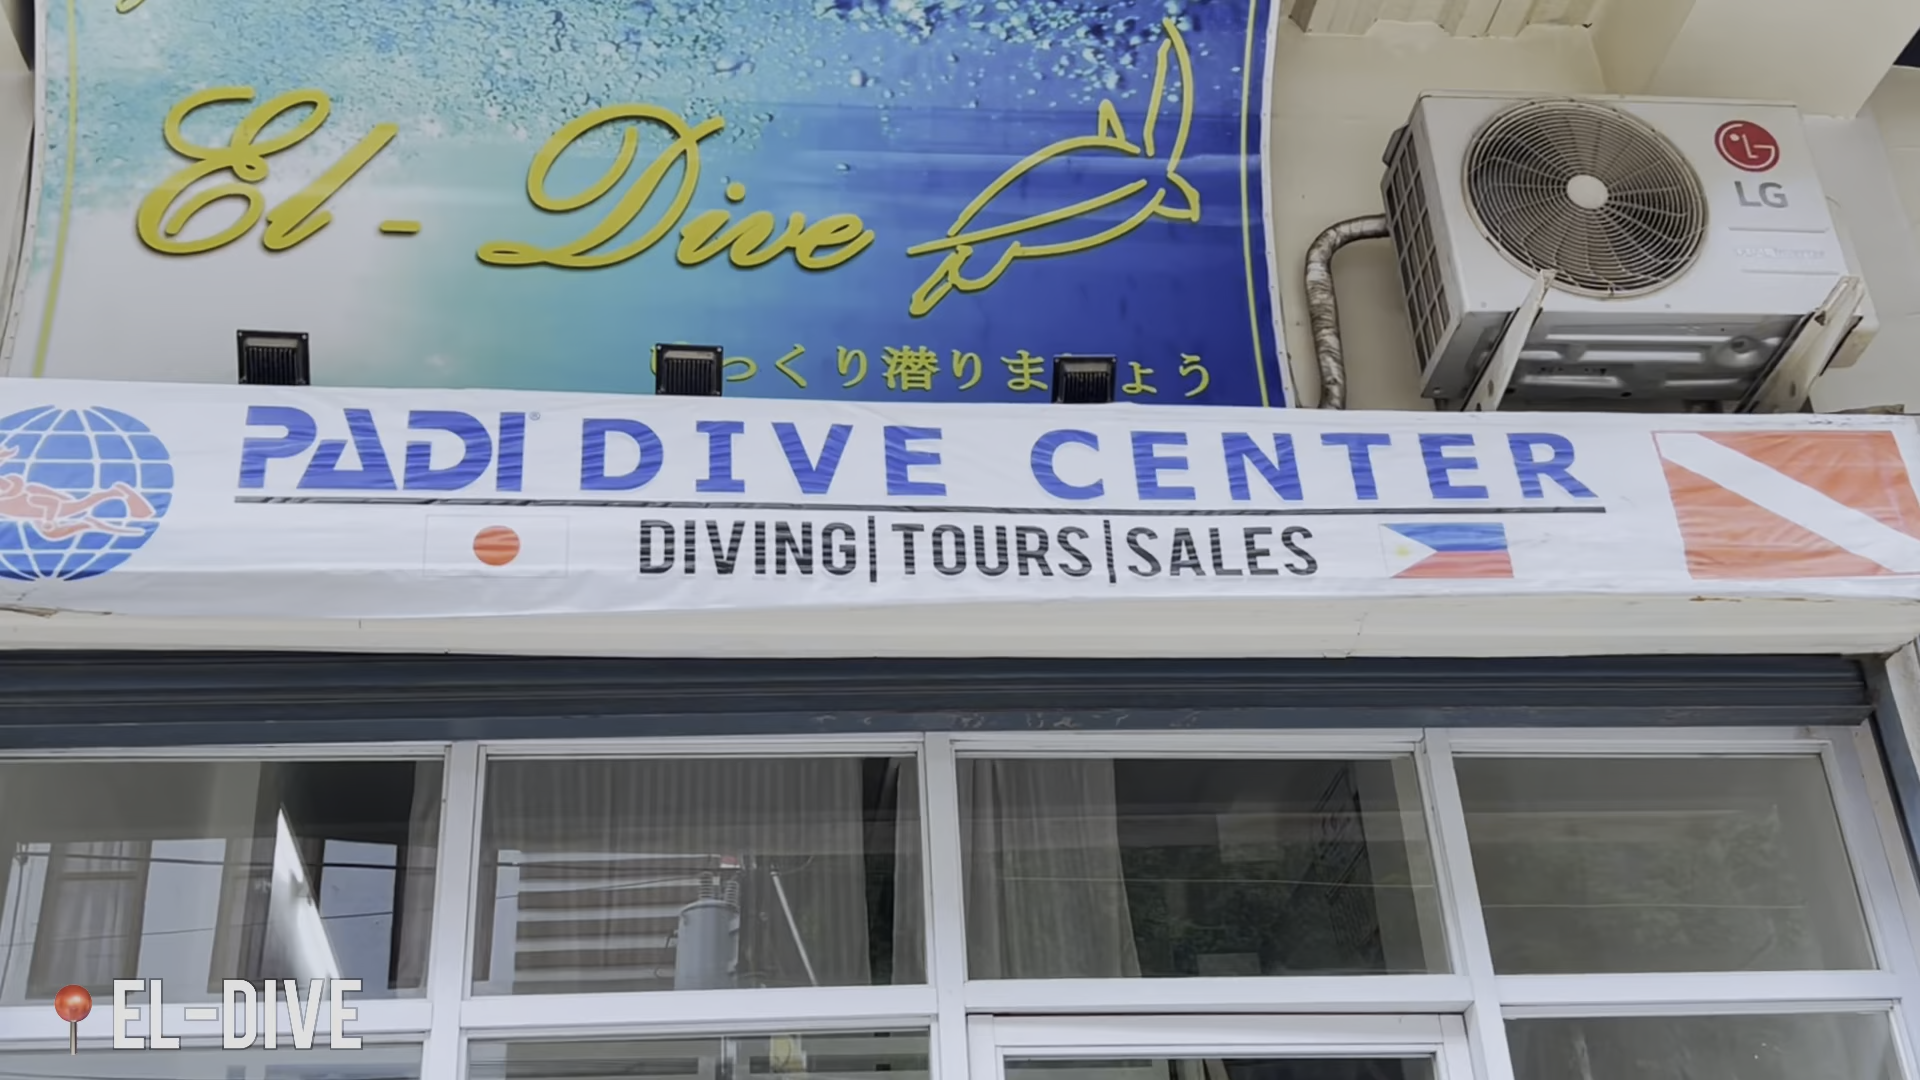 El - Dive
っくり潜りま ょう
LG
PADI® DIVE CENTER
DIVING|TOURS|SALES
EL-DIVE